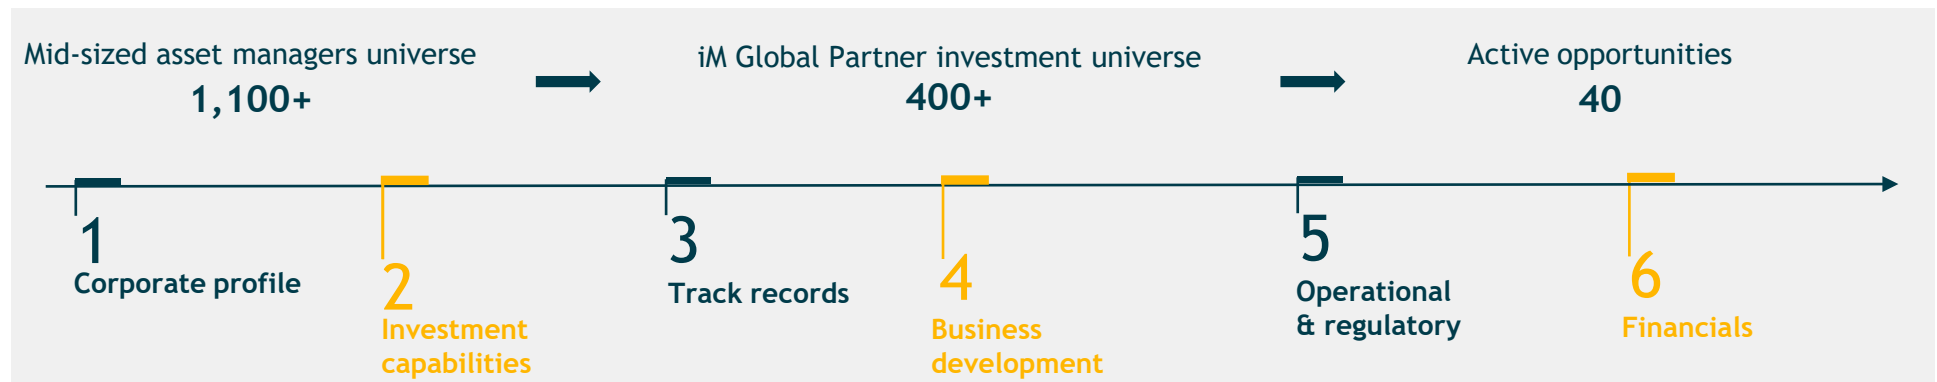 Mid-sized asset managers universe
1,100+
iM Global Partner investment universe
400+
Active opportunities
40
1
Corporate profile
2
Investment
capabilities
3
Track records
4
Business
development
5
Operational
& regulatory
6
Financials